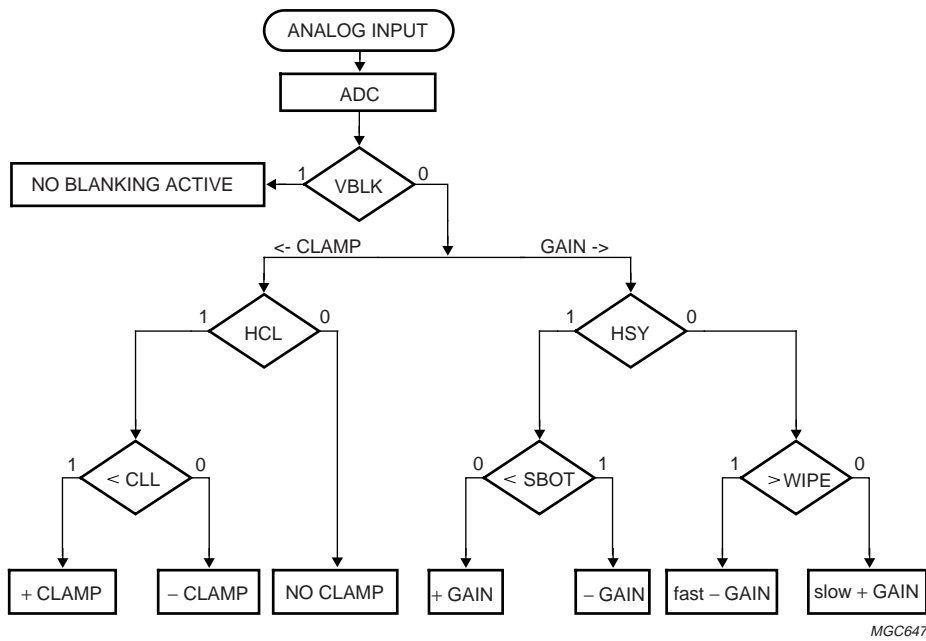 ANALOG INPUT
ADC
NO BLANKING ACTIVE
1
VBLK
0
<- CLAMP
GAIN ->
1
HCL
0
1
HSY
0
1
< CLL
0
0
< SBOT
1
1
> WIPE
0
+ CLAMP
− CLAMP
NO CLAMP
+ GAIN
− GAIN
fast − GAIN
slow + GAIN
MGC647